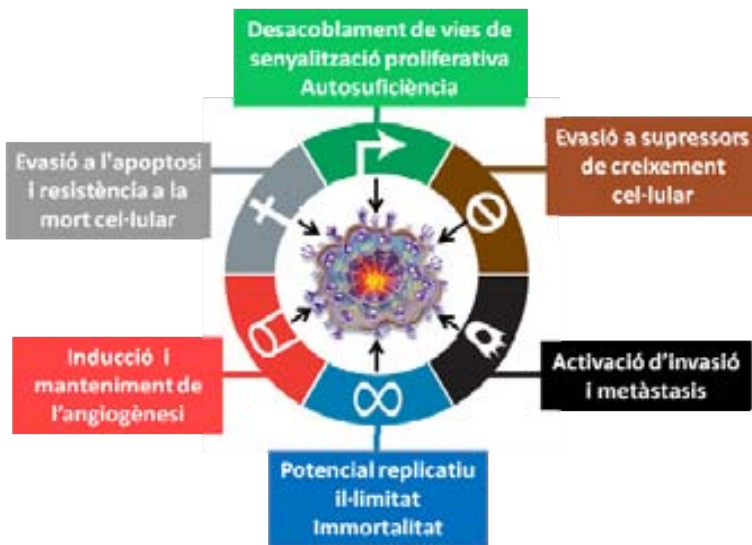 Desacoblament de vies de
senyalització proliferativa
Autosuficiència
Evasió a l'apoptosi
i resistència a la
mort cel·lular
Evasió a supressors
de creixement
cel·lular
Inducció i
manteniment de
l'angiogènesi
Activació d'invasió
i metàstasis
Potencial replicatiu
il·limitat
Immortalitat